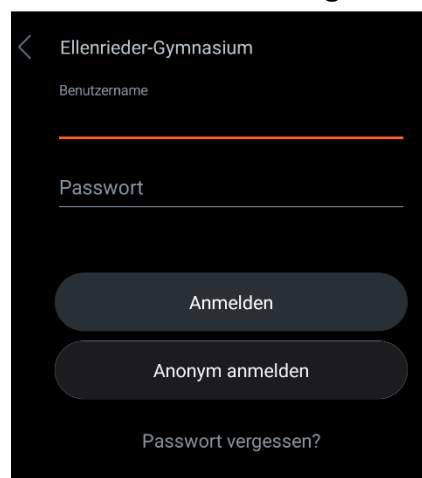 Ellenrieder-Gymnasium
Benutzername
Passwort
Anmelden
Anonym anmelden
Passwort vergessen?